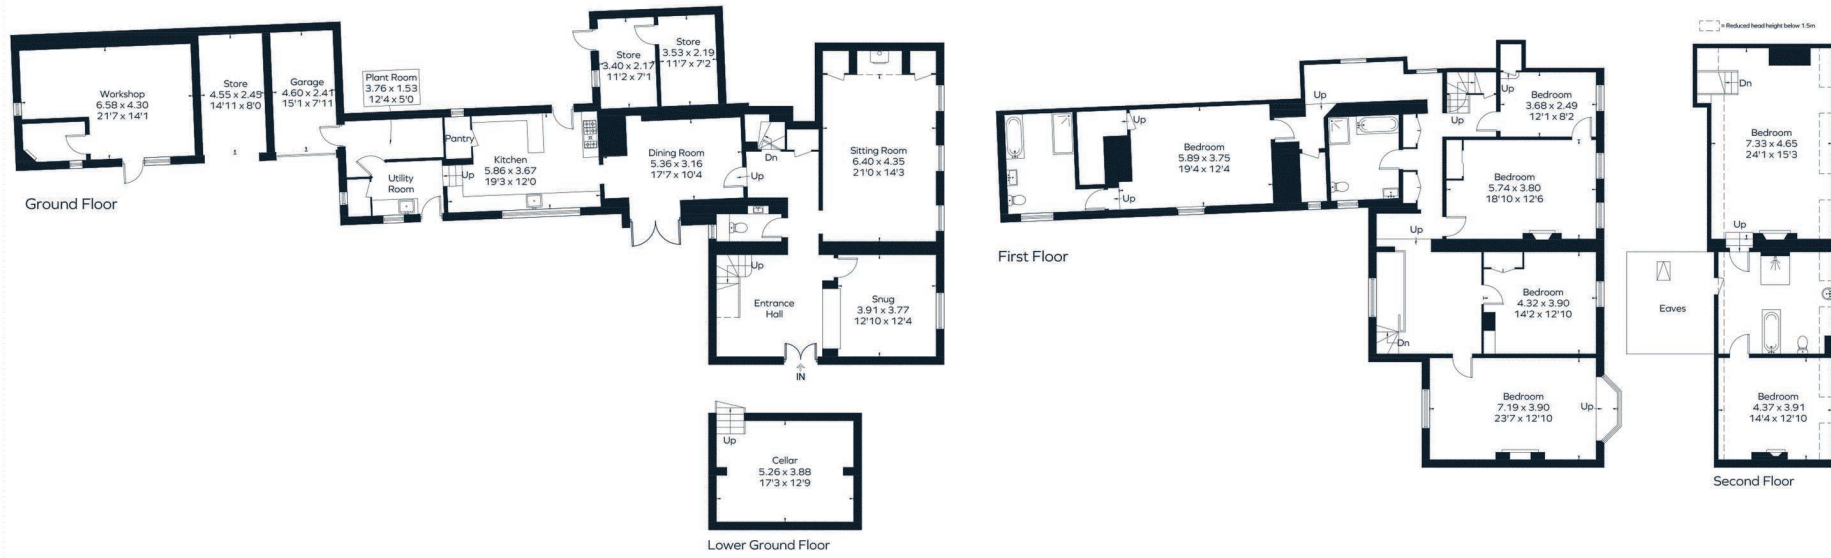 Workshop
6.58 x 4.30
21'7 x 14'1
Store
4.55 x 2.45
14'11 x 8'0
Garage
4.60 x 2.41
15'1 x 7'11
Plant Room
3.76 x 1.53
12'4 x 5'0
Pantry
Kitchen
5.86 x 3.67
19'3 x 12'0
Up
Utility
Room
Store
3.40 x 2.17
11'2 x 7'1
Store
3.53 x 2.19
11'7 x 7'2
Dining Room
5.36 x 3.16
17'7 x 10'4
Dn
Up
Sitting Room
6.40 x 4.35
21'0 x 14'3
Up
Entrance
Hall
Snug
3.91 x 3.77
12'10 x 12'4
IN
Ground Floor
Up
Cellar
5.26 x 3.88
17'3 x 12'9
Lower Ground Floor
Up
Up
Bedroom
5.89 x 3.75
19'4 x 12'4
Up
Up
Bedroom
3.68 x 2.49
12'1 x 8'2
Bedroom
5.74 x 3.80
18'10 x 12'6
Up
Bedroom
4.32 x 3.90
14'2 x 12'10
Dn
Bedroom
7.19 x 3.90
23'7 x 12'10
Up
First Floor
= Reduced head height below 1.5m
Dn
Bedroom
7.33 x 4.65
24'1 x 15'3
Up
Eaves
Bedroom
4.37 x 3.91
14'4 x 12'10
Second Floor